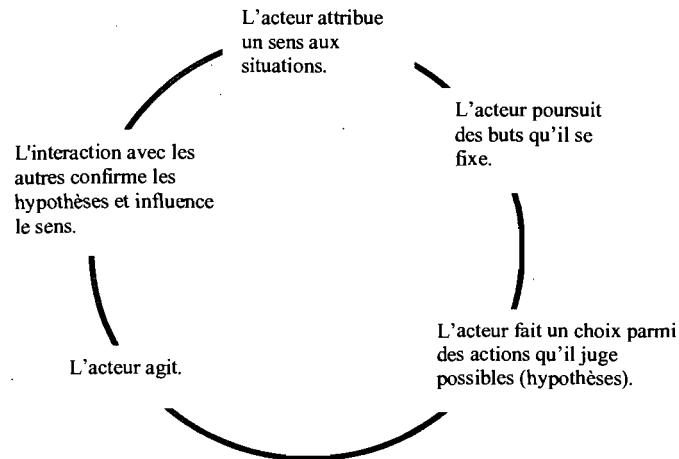 L'acteur attribue
un sens aux
situations.
L'acteur poursuit
des buts qu'il se
fixe.
L'acteur fait un choix parmi
des actions qu'il juge
possibles (hypothèses).
L'acteur agit.
L'interaction avec les
autres confirme les
hypothèses et influence
le sens.